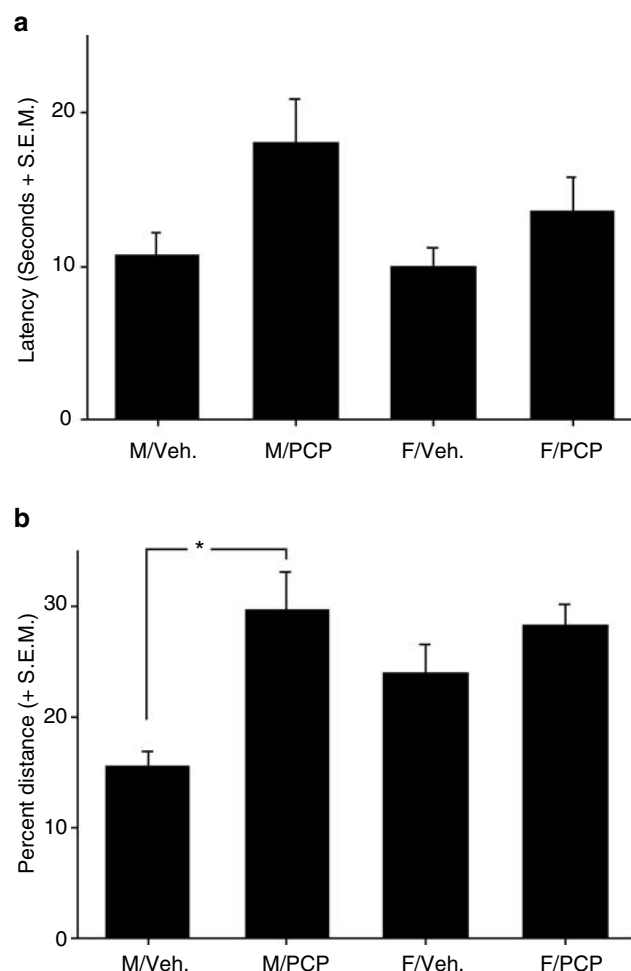 a
Latency (Seconds + S.E.M.)
20
10
0
M/Veh.
M/PCP
F/Veh.
F/PCP
b
Percent distance (+ S.E.M.)
*
30
20
10
0
M/Veh.
M/PCP
F/Veh.
F/PCP